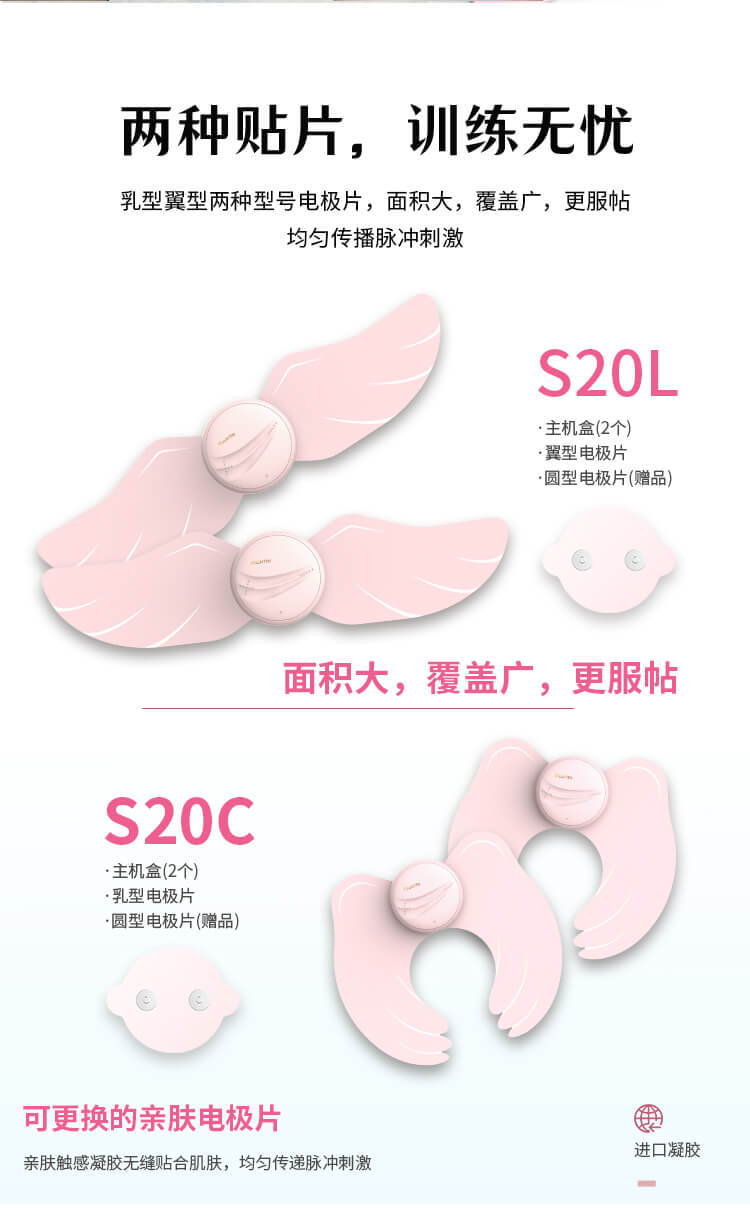 两种贴片，训练无忧
乳型翼型两种型号电极片，面积大，覆盖广，更服帖
均匀传播脉冲刺激
S20L
·主机盒(2个)
·翼型电极片
·圆型电极片(赠品)
面积大，覆盖广，更服帖
S20C
·主机盒(2个)
·乳型电极片
·圆型电极片(赠品)
可更换的亲肤电极片
亲肤触感凝胶无缝贴合肌肤，均匀传递脉冲刺激
进口凝胶